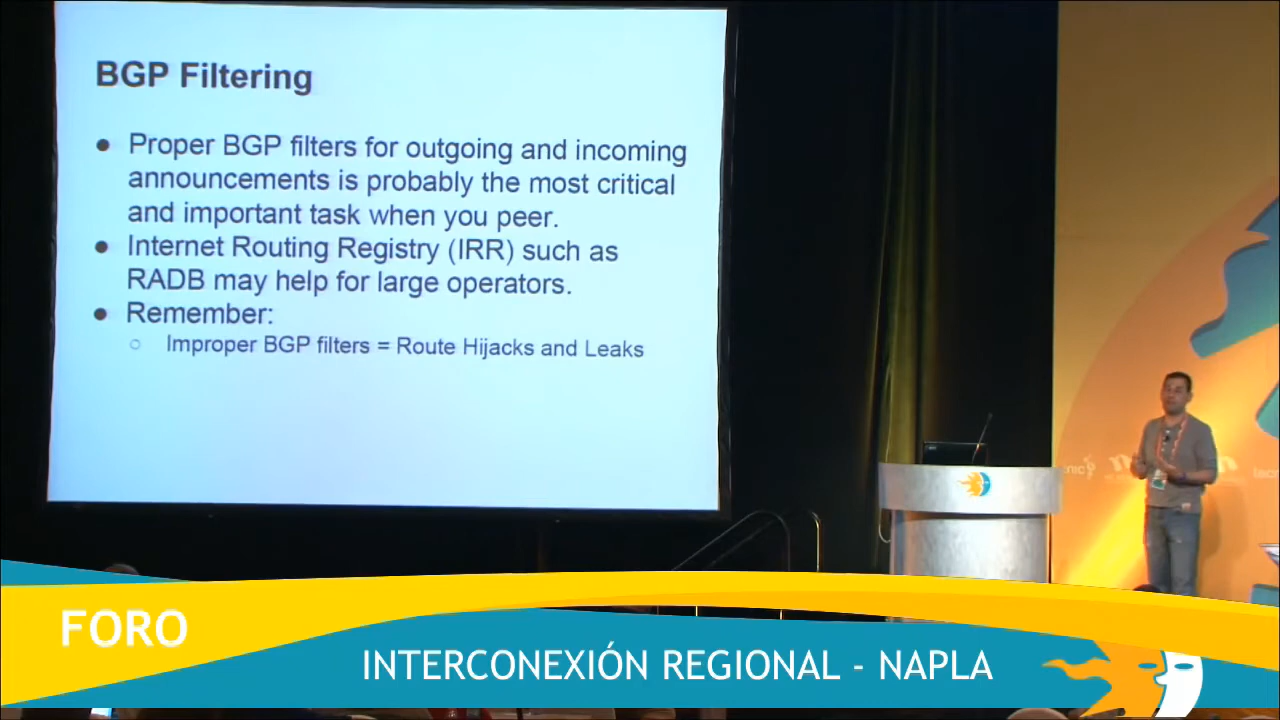 BGP Filtering
● Proper BGP filters for outgoing and incoming
announcements is probably the most critical
and important task when you peer.
● Internet Routing Registry (IRR) such as
RADB may help for large operators.
● Remember:
○ Improper BGP filters = Route Hijacks and Leaks
FORO
INTERCONEXIÓN REGIONAL - NAPLA